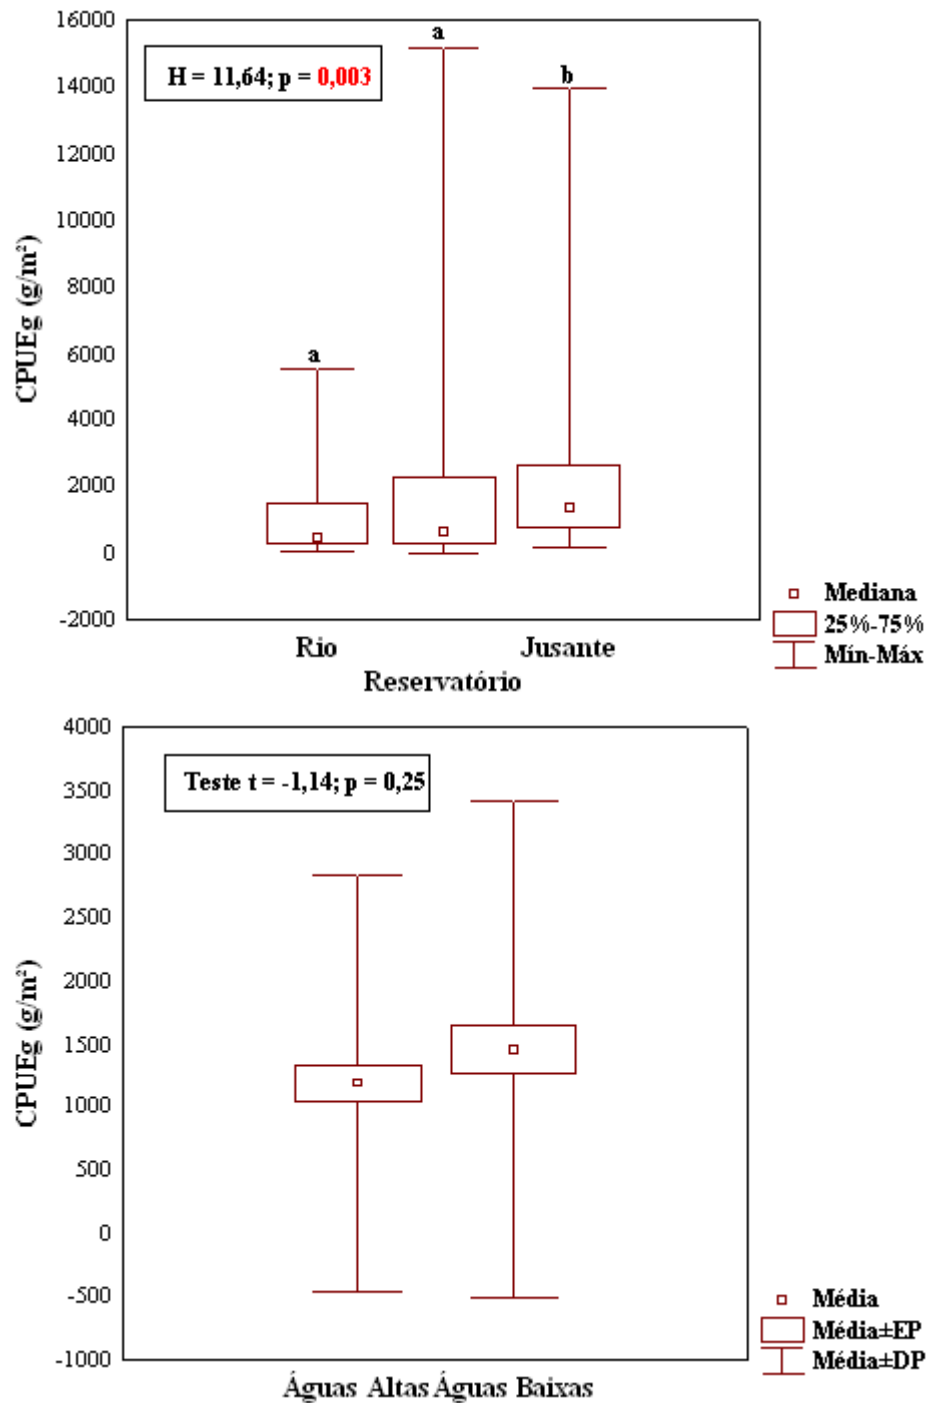 16000
14000
12000
10000
8000
6000
4000
2000
0
-2000
CPUEg (g/m²)
H = 11,64; p = 0,003
a
a
b
Rio
Jusante
Reservatório
Mediana
25%-75%
Mín-Máx
4000
3500
3000
2500
2000
1500
1000
500
0
-500
-1000
CPUEg (g/m²)
Teste t = -1,14; p = 0,25
Águas Altas Águas Baixas
Média
Média±EP
Média±DP